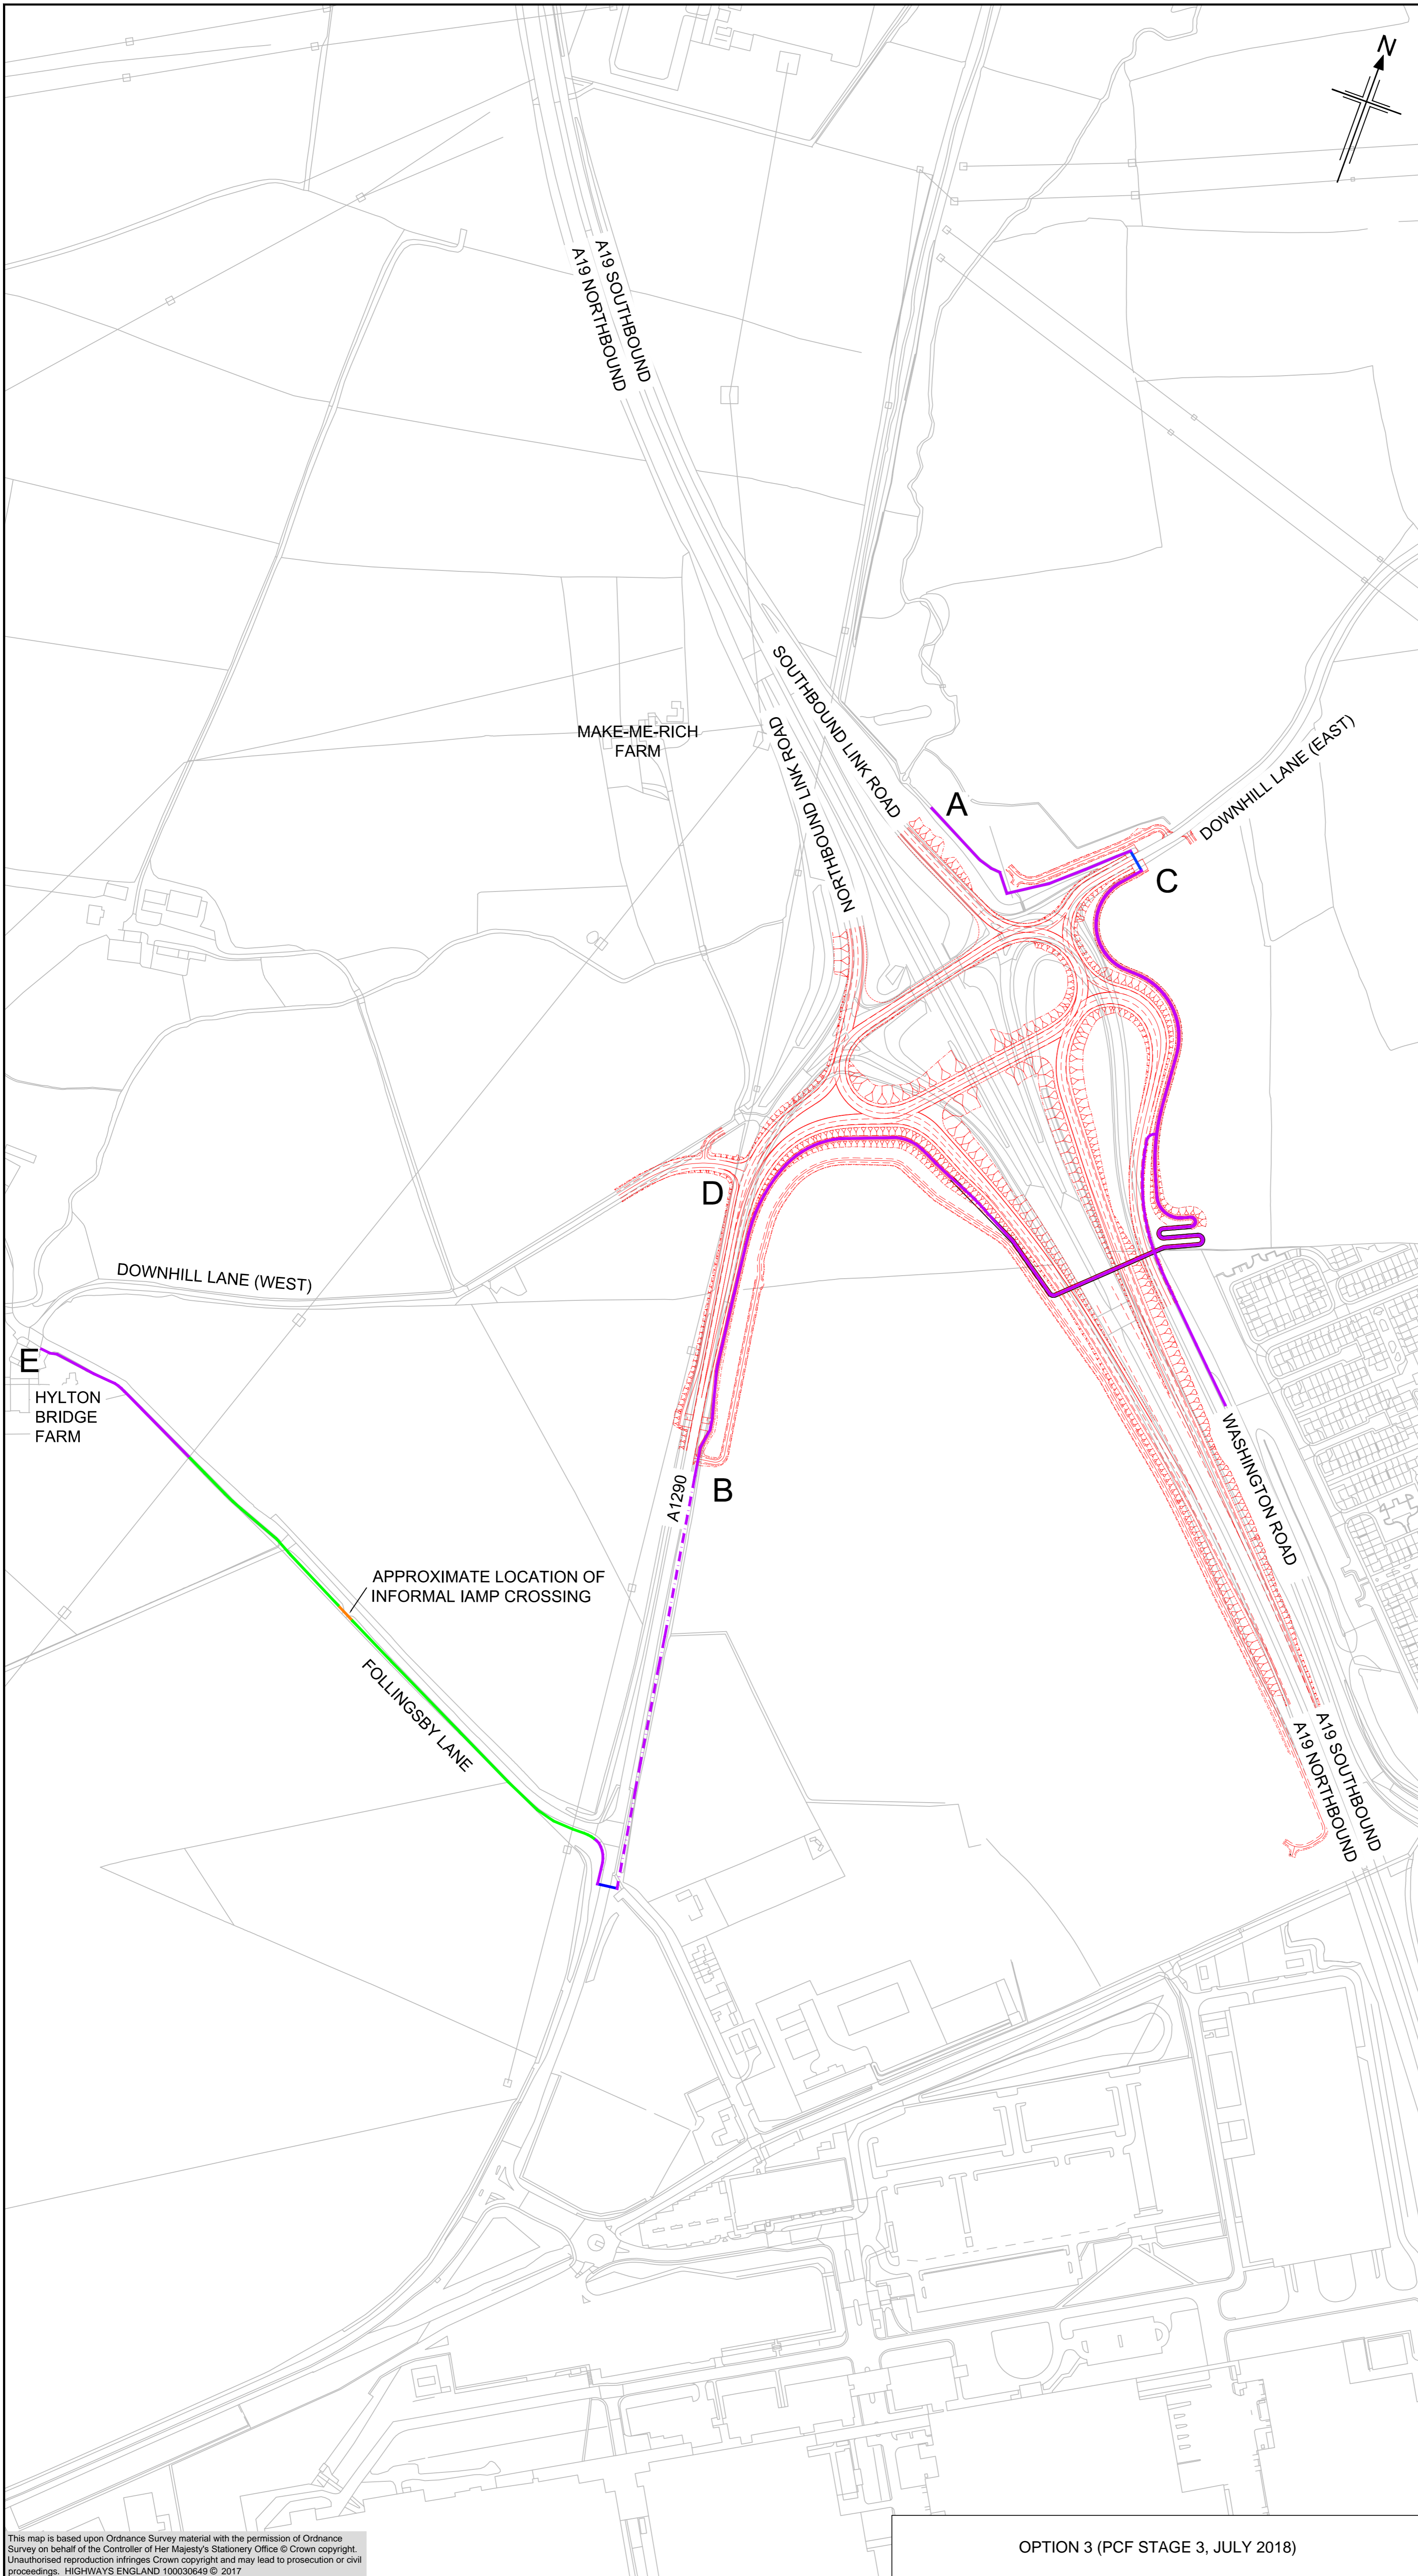 N
A19 SOUTHBOUND
A19 NORTHBOUND
SOUTHBOUND LINK ROAD
NORTHBOUND LINK ROAD
MAKE-ME-RICH
FARM
DOWNHILL LANE (EAST)
A
C
D
DOWNHILL LANE (WEST)
E
HYLTON
BRIDGE
FARM
WASHINGTON ROAD
A1290
B
APPROXIMATE LOCATION OF
INFORMAL IAMP CROSSING
FOLLINGSBY LANE
A19 SOUTHBOUND
A19 NORTHBOUND
This map is based upon Ordnance Survey material with the permission of Ordnance
Survey on behalf of the Controller of Her Majesty's Stationery Office © Crown copyright.
Unauthorised reproduction infringes Crown copyright and may lead to prosecution or civil
proceedings. HIGHWAYS ENGLAND 100030649 © 2017
OPTION 3 (PCF STAGE 3, JULY 2018)